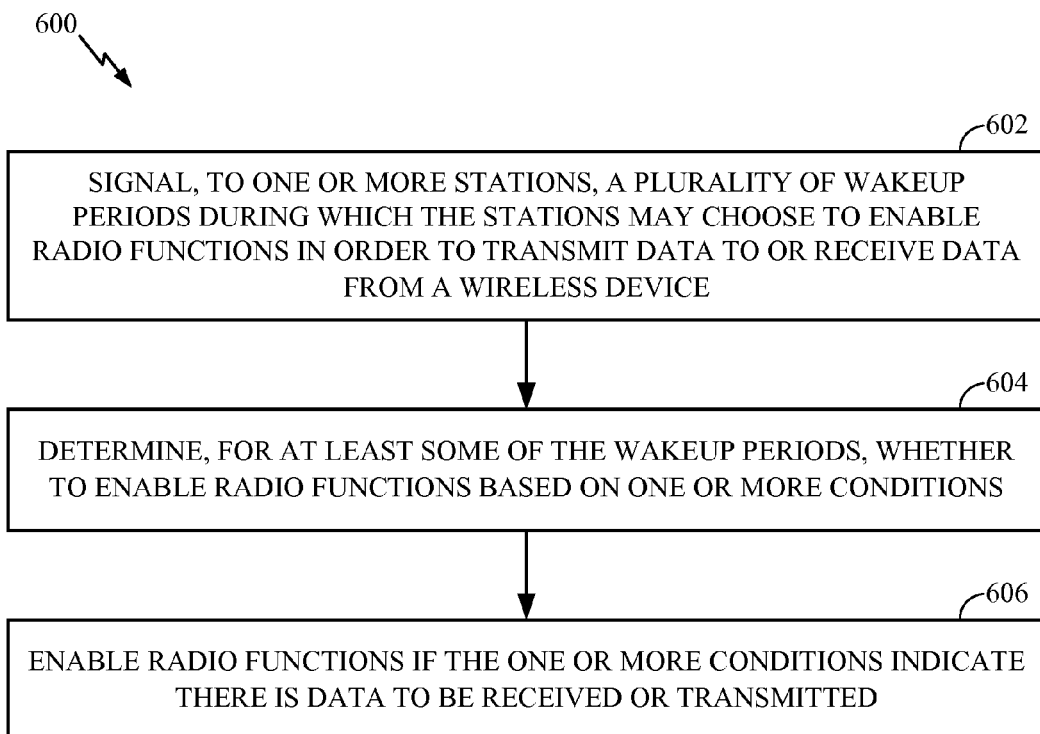 600
602
SIGNAL, TO ONE OR MORE STATIONS, A PLURALITY OF WAKEUP
PERIODS DURING WHICH THE STATIONS MAY CHOOSE TO ENABLE
RADIO FUNCTIONS IN ORDER TO TRANSMIT DATA TO OR RECEIVE DATA
FROM A WIRELESS DEVICE
604
DETERMINE, FOR AT LEAST SOME OF THE WAKEUP PERIODS, WHETHER
TO ENABLE RADIO FUNCTIONS BASED ON ONE OR MORE CONDITIONS
606
ENABLE RADIO FUNCTIONS IF THE ONE OR MORE CONDITIONS INDICATE
THERE IS DATA TO BE RECEIVED OR TRANSMITTED